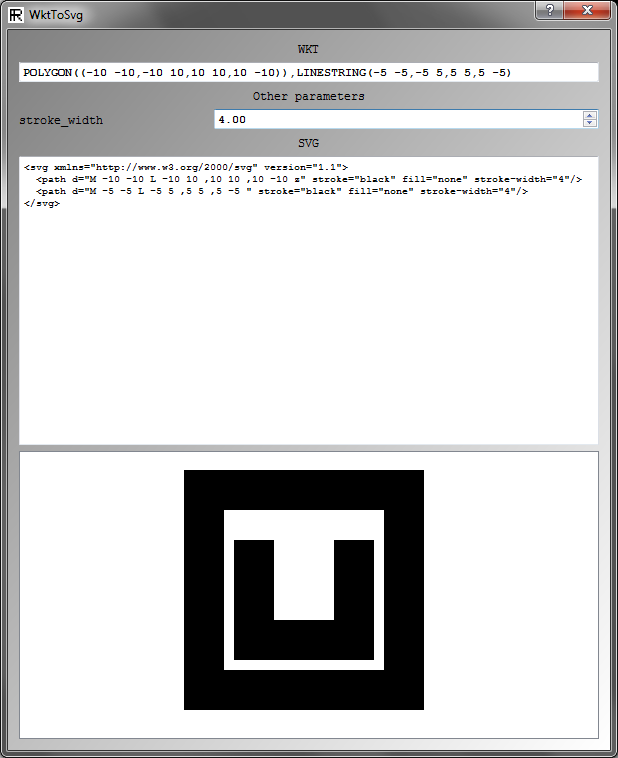 WktToSvg
WKT
POLYGON((-10 -10,-10 10,10 10,10 -10)),LINESTRING(-5 -5,-5 5,5 5,5 -5)
Other parameters
stroke_width
4.00
SVG
<svg xmlns="http://www.w3.org/2000/svg" version="1.1">
  <path d="M -10 -10 L -10 10 ,10 10 ,10 -10 z" stroke="black" fill="none" stroke-width="4"/>
  <path d="M -5 -5 L -5 5 ,5 5 ,5 -5 " stroke="black" fill="none" stroke-width="4"/>
</svg>